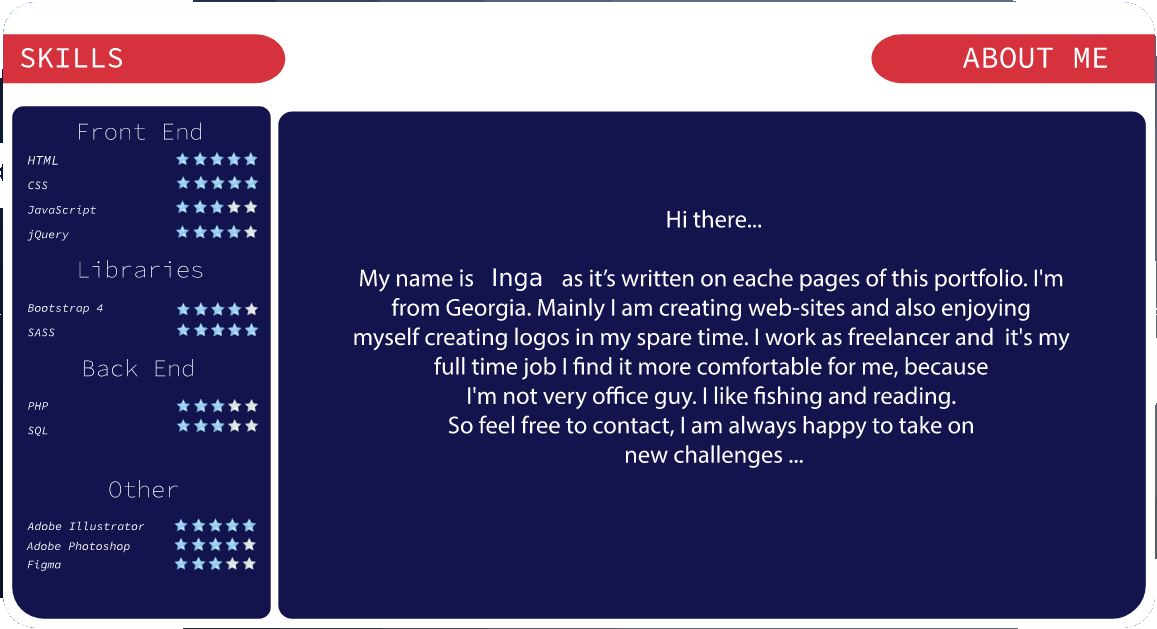 SKILLS
ABOUT ME
Front End
HTML
CSS
JavaScript
jQuery
Libraries
Bootstrap 4
SASS
Back End
PHP
SQL
Other
Adobe Illustrator
Adobe Photoshop
Figma
Hi there...
My name is Inga as it’s written on eache pages of this portfolio. I'm
from Georgia. Mainly I am creating web-sites and also enjoying
myself creating logos in my spare time. I work as freelancer and it's my
full time job I find it more comfortable for me, because
I'm not very office guy. I like fishing and reading.
So feel free to contact, I am always happy to take on
new challenges ...